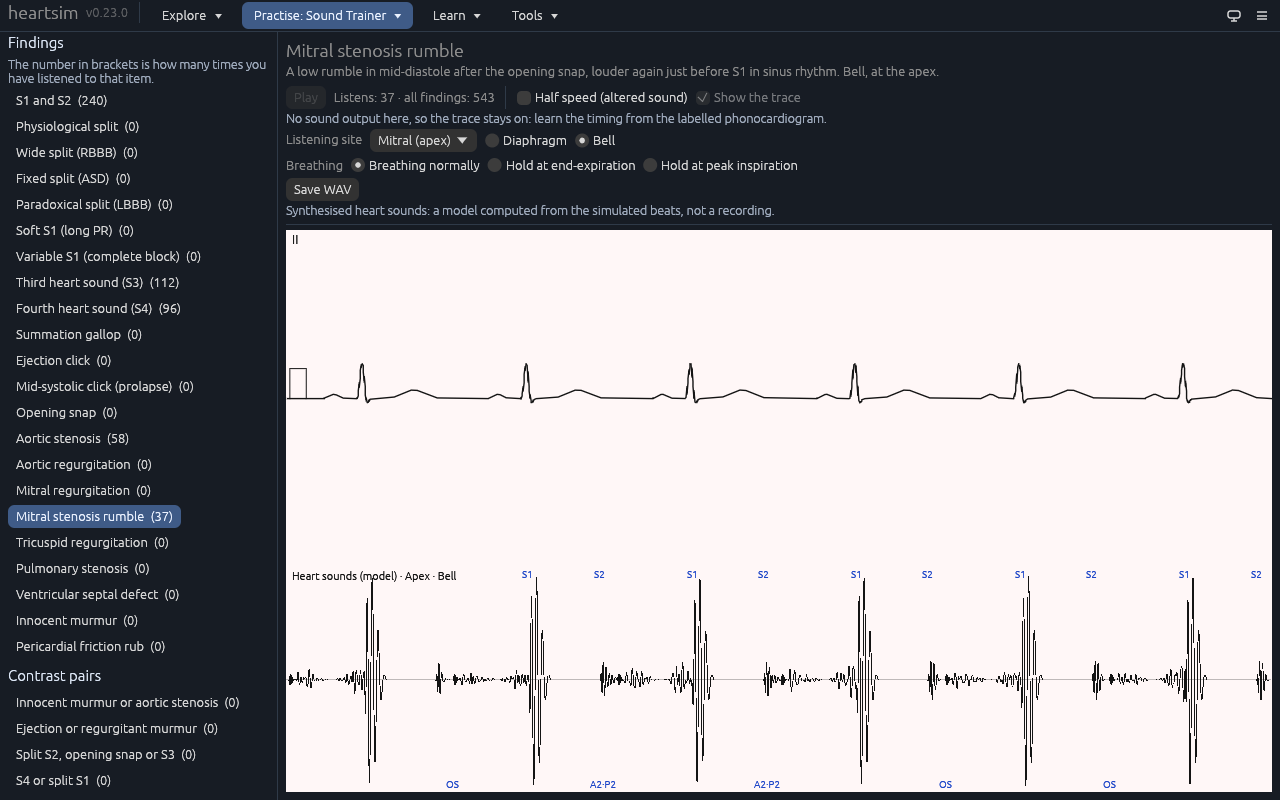 heartsim v0.23.0 Explore Practise: Sound Trainer Learn Tools
Findings
The number in brackets is how many times you
have listened to that item.
S1 and S2 (240)
Physiological split (0)
Wide split (RBBB) (0)
Fixed split (ASD) (0)
Paradoxical split (LBBB) (0)
Soft S1 (long PR) (0)
Variable S1 (complete block) (0)
Third heart sound (S3) (112)
Fourth heart sound (S4) (96)
Summation gallop (0)
Ejection click (0)
Mid-systolic click (prolapse) (0)
Opening snap (0)
Aortic stenosis (58)
Aortic regurgitation (0)
Mitral regurgitation (0)
Mitral stenosis rumble (37)
Tricuspid regurgitation (0)
Pulmonary stenosis (0)
Ventricular septal defect (0)
Innocent murmur (0)
Pericardial friction rub (0)
Contrast pairs
Innocent murmur or aortic stenosis (0)
Ejection or regurgitant murmur (0)
Split S2, opening snap or S3 (0)
S4 or split S1 (0)
Mitral stenosis rumble
A low rumble in mid-diastole after the opening snap, louder again just before S1 in sinus rhythm. Bell, at the apex.
Play Listens: 37 · all findings: 543 Half speed (altered sound) Show the trace
No sound output here, so the trace stays on: learn the timing from the labelled phonocardiogram.
Listening site Mitral (apex) Diaphragm Bell
Breathing Breathing normally Hold at end-expiration Hold at peak inspiration
Save WAV
Synthesised heart sounds: a model computed from the simulated beats, not a recording.
II
Heart sounds (model) · Apex · Bell S1 S2 S1 S2 S1 S2 S1 S2 S1 S2
OS A2·P2 A2·P2 OS OS